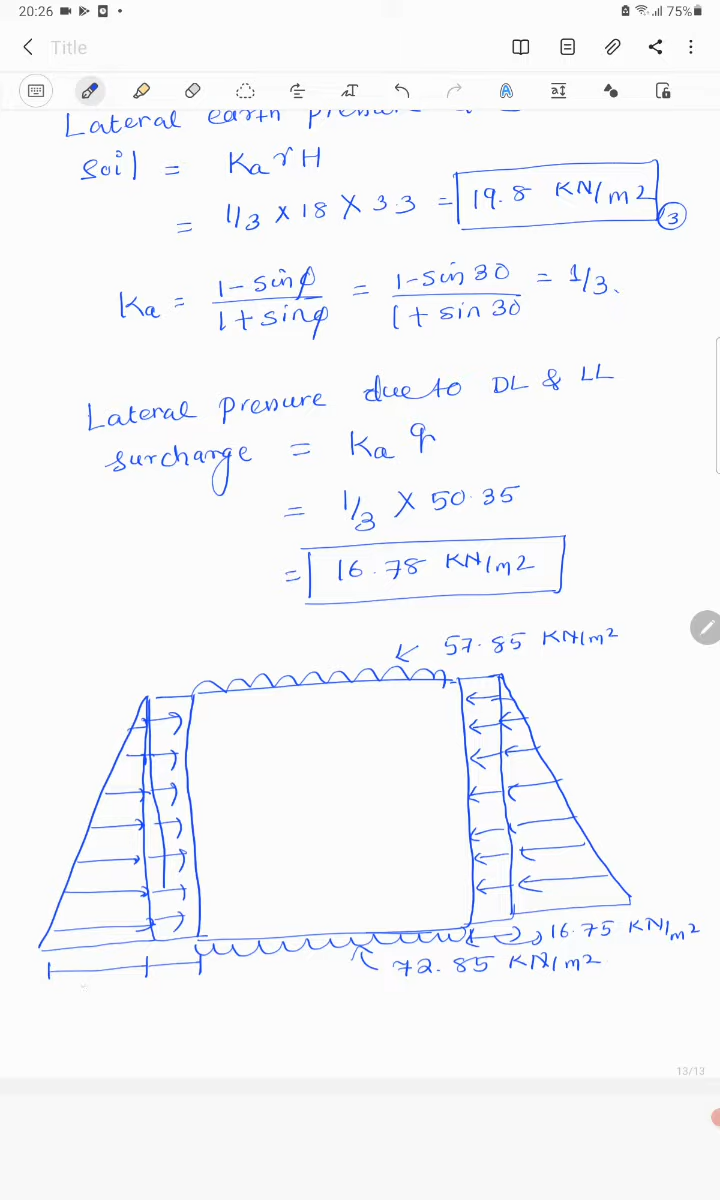 20:26
75%
Title
Lateral earth
Soil = Ka γ H
= 1/3 × 18 × 3.3 = 19.8 KN/m2 3
Ka = 1-sinφ / 1+sinφ = 1-sin 30 / 1+ sin 30 = 1/3.
Lateral pressure due to DL & LL
surcharge = Ka q
= 1/3 × 50.35
= 16.78 KN/m2
57.85 KN/m2
16.75 KN/m2
72.85 KN/m2
13/13